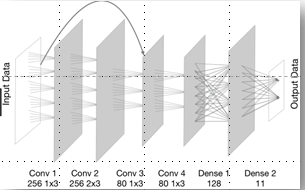 Input Data
Output Data
Conv 1 Conv 2 Conv 3 Conv 4 Dense 1 Dense 2
256 1x3 256 2x3 80 1x3 80 1x3 128 11